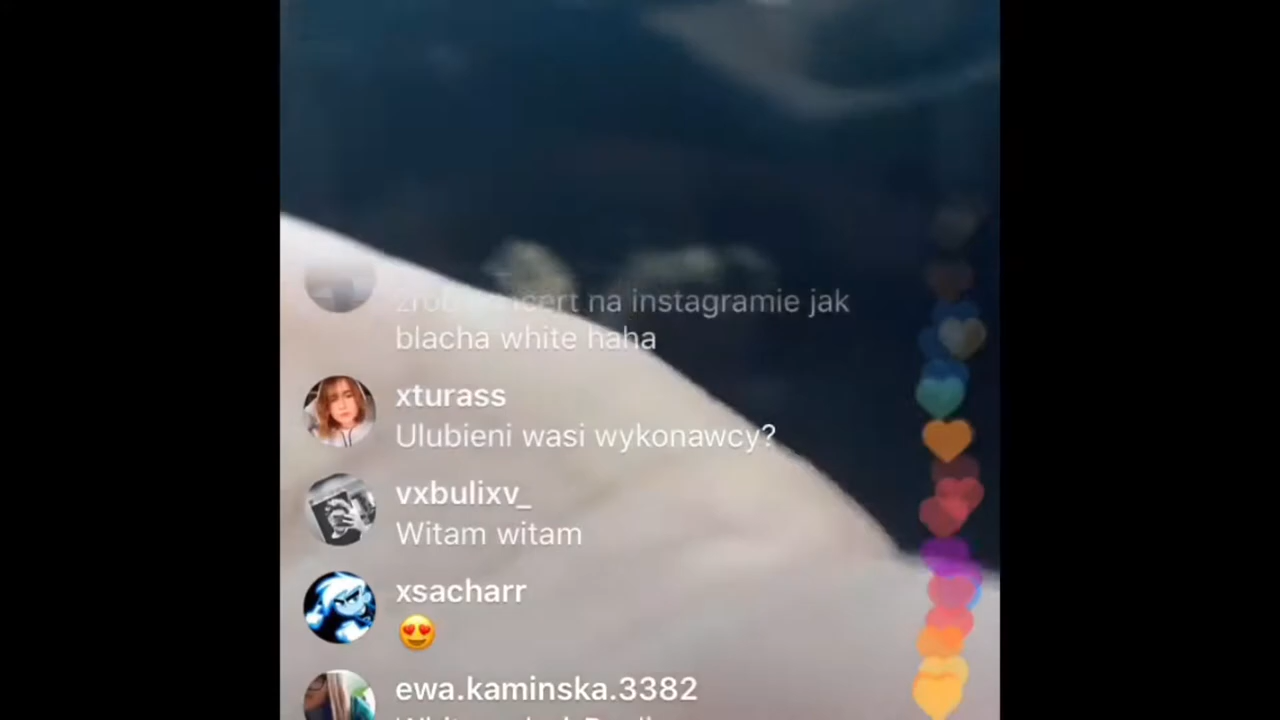 na instagramie jak
blacha white haha
xturass
Ulubieni wasi wykonawcy?
vxbulixv_
Witam witam
xsacharr
ewa.kaminska.3382